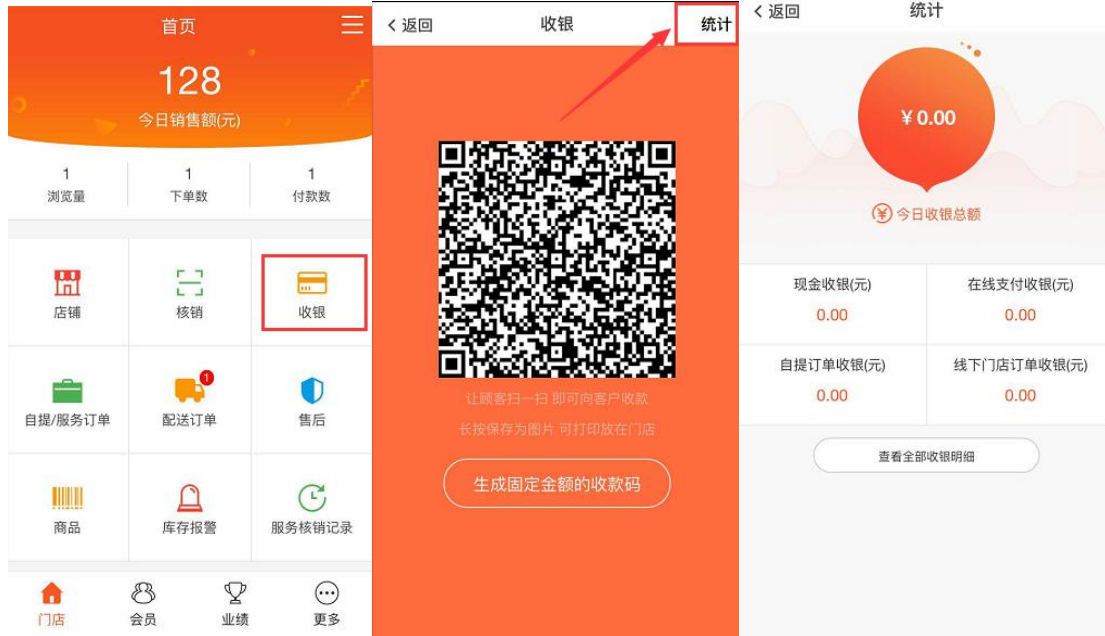 首页
128
今日销售额(元)
1
浏览量
1
下单数
1
付款数
店铺
核销
收银
自提/服务订单
1
配送订单
售后
商品
库存报警
服务核销记录
门店
会员
业绩
更多
返回
收银
统计
让顾客扫一扫 即可向客户收款
长按保存为图片 可打印放在门店
生成固定金额的收款码
返回
统计
¥0.00
今日收银总额
现金收银(元)
0.00
在线支付收银(元)
0.00
自提订单收银(元)
0.00
线下门店订单收银(元)
0.00
查看全部收银明细